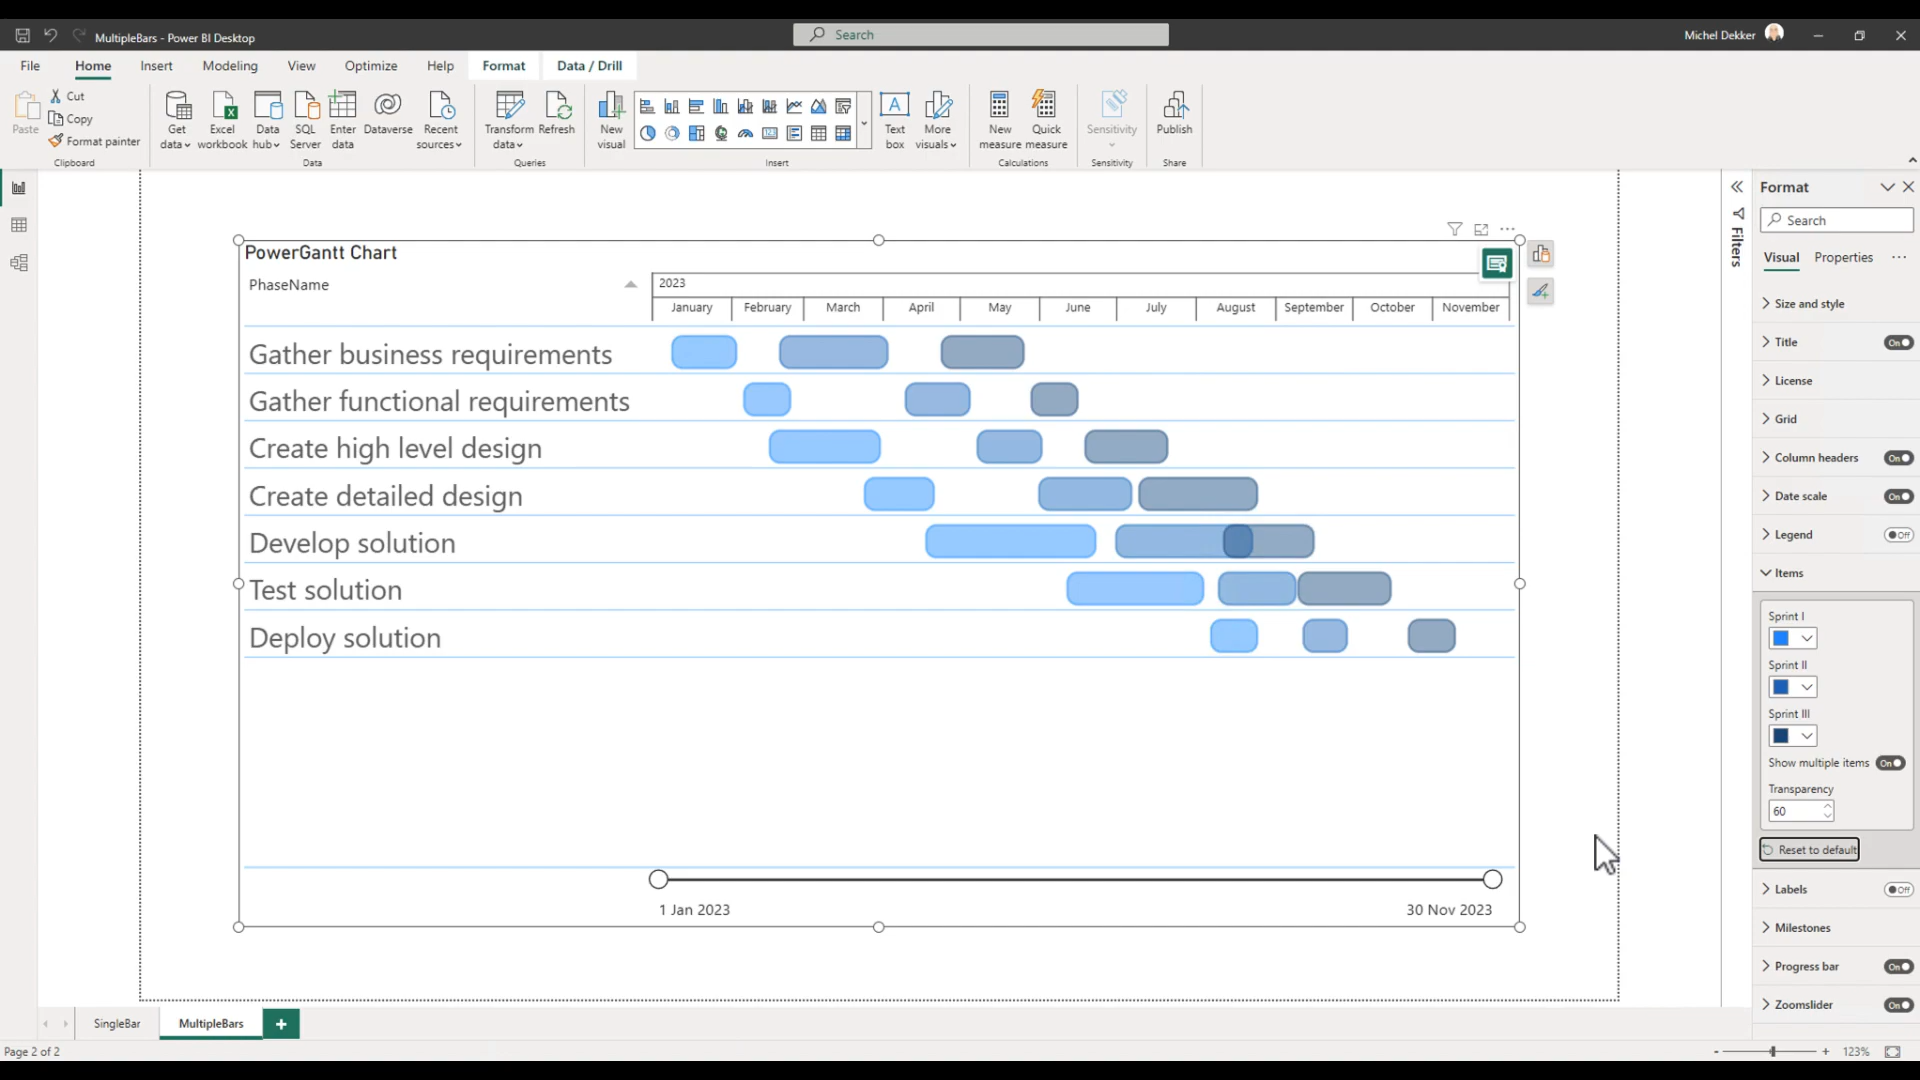 MultipleBars - Power BI Desktop
Search
Michel Dekker
File Home Insert Modeling View Optimize Help Format Data / Drill
Paste
Cut
Copy
Format painter
Clipboard
Get data
Excel workbook
Data hub
SQL Server
Enter data
Dataverse
Recent sources
Data
Transform data
Refresh
Queries
New visual
Text box
More visuals
Insert
New measure
Quick measure
Calculations
Sensitivity
Sensitivity
Publish
Share
PowerGantt Chart
PhaseName
2023
January February March April May June July August September October November
Gather business requirements
Gather functional requirements
Create high level design
Create detailed design
Develop solution
Test solution
Deploy solution
1 Jan 2023
30 Nov 2023
Filters
Format
Search
Visual Properties
Size and style
Title On
License
Grid
Column headers On
Date scale On
Legend Off
Items
Sprint I
Sprint II
Sprint III
Show multiple items On
Transparency
60
Reset to default
Labels Off
Milestones
Progress bar On
Zoomslider On
SingleBar
MultipleBars
Page 2 of 2
- + 123%